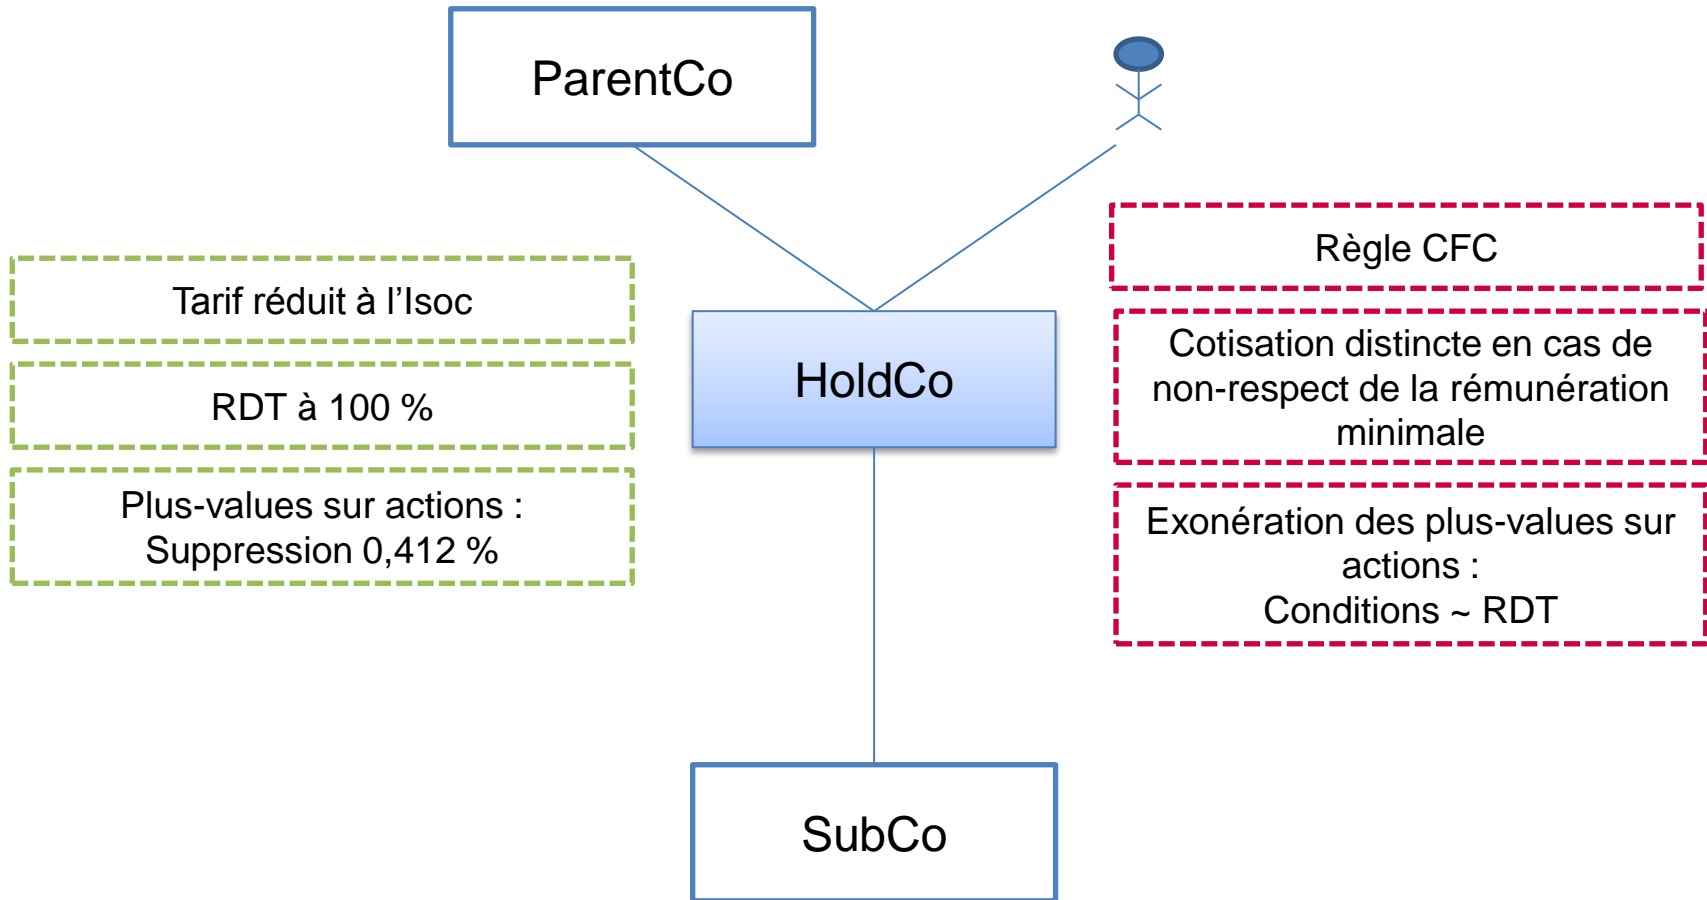 ParentCo
Tarif réduit à l’Isoc
RDT à 100 %
Plus-values sur actions :
Suppression 0,412 %
HoldCo
Règle CFC
Cotisation distincte en cas de
non-respect de la rémunération
minimale
Exonération des plus-values sur
actions :
Conditions ~ RDT
SubCo